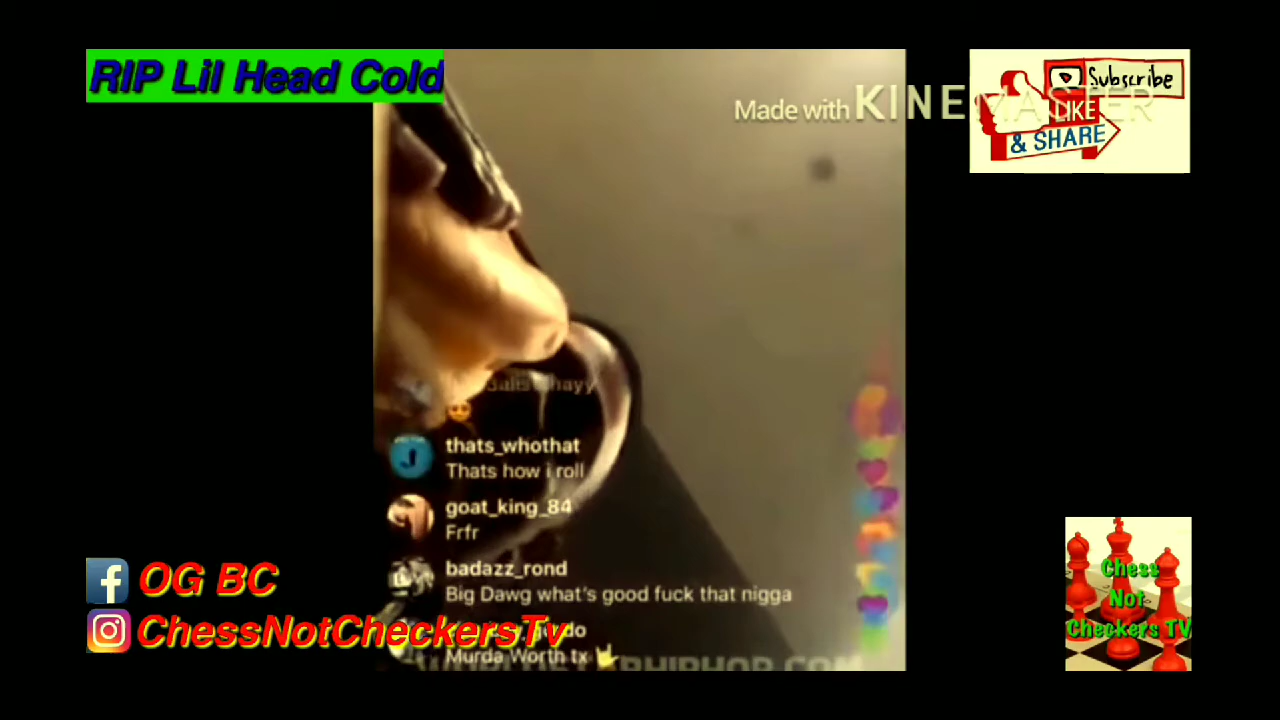 RIP Lil Head Cold
Made with KINEMASTER
Subscribe
LIKE
& SHARE
thats_whothat
Thats how i roll
goat_king_84
Frfr
badazz_rond
Big Dawg what's good fuck that nigga
Murda Worth tx
OG BC
ChessNotCheckersTv
Chess
Not
Checkers TV